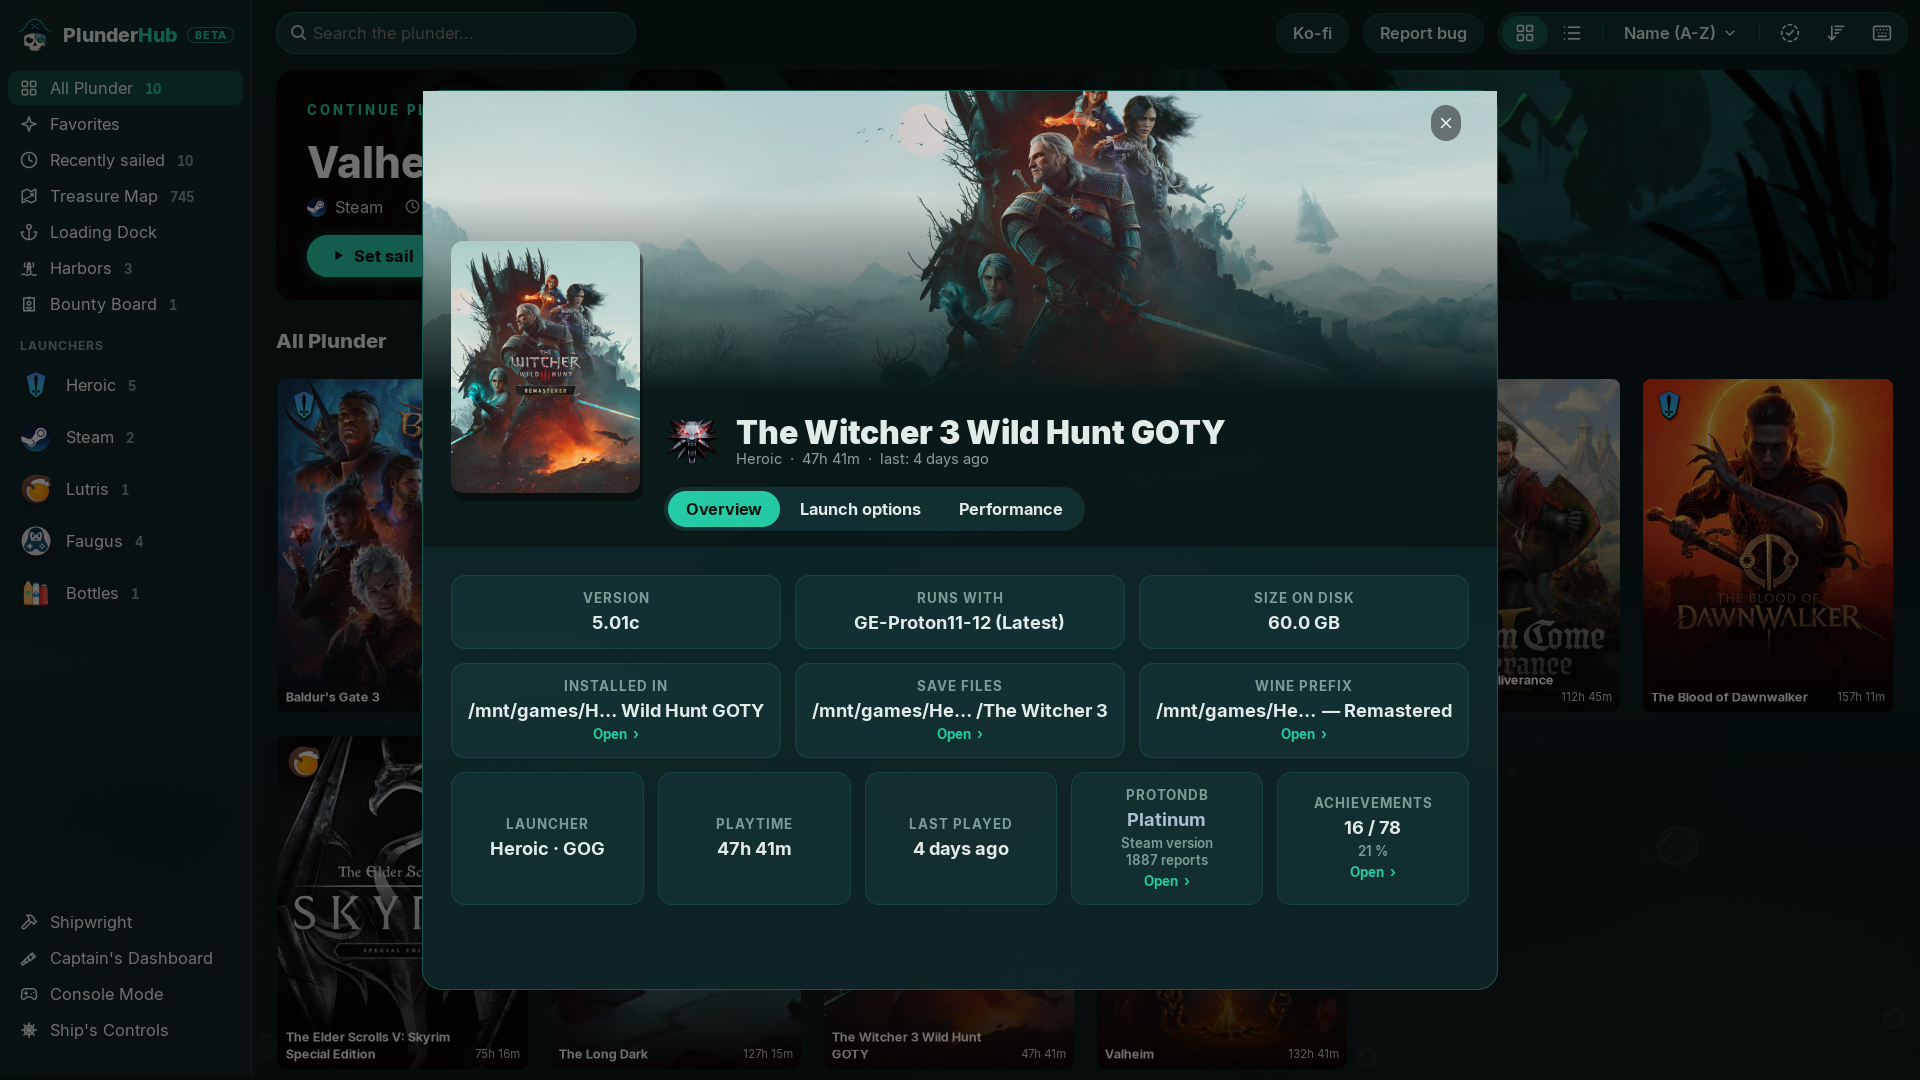 PlunderHub BETA
Search the plunder...
Ko-fi
Report bug
Name (A-Z)
All Plunder 10
Favorites
Recently sailed 10
Treasure Map 745
Loading Dock
Harbors 3
Bounty Board 1
LAUNCHERS
Heroic 5
Steam 2
Lutris 1
Faugus 4
Bottles 1
Shipwright
Captain's Dashboard
Console Mode
Ship's Controls
CONTINUE PL
Valhe
Steam
Set sail
All Plunder
THE
WITCHER
WILD HUNT
REMASTERED
The Witcher 3 Wild Hunt GOTY
Heroic · 47h 41m · last: 4 days ago
Overview
Launch options
Performance
VERSION
5.01c
RUNS WITH
GE-Proton11-12 (Latest)
SIZE ON DISK
60.0 GB
INSTALLED IN
/mnt/games/H... Wild Hunt GOTY
Open ›
SAVE FILES
/mnt/games/He... /The Witcher 3
Open ›
WINE PREFIX
/mnt/games/He... — Remastered
Open ›
LAUNCHER
Heroic · GOG
PLAYTIME
47h 41m
LAST PLAYED
4 days ago
PROTONDB
Platinum
Steam version
1887 reports
Open ›
ACHIEVEMENTS
16 / 78
21 %
Open ›
Baldur's Gate 3
m Come
erance
liverance
112h 45m
THE BLOOD OF
DAWNWALKER
The Blood of Dawnwalker
157h 11m
The Elder Sc
SKY
SPECIAL EDI
The Elder Scrolls V: Skyrim
Special Edition
75h 16m
The Long Dark
127h 15m
The Witcher 3 Wild Hunt
GOTY
47h 41m
Valheim
132h 41m